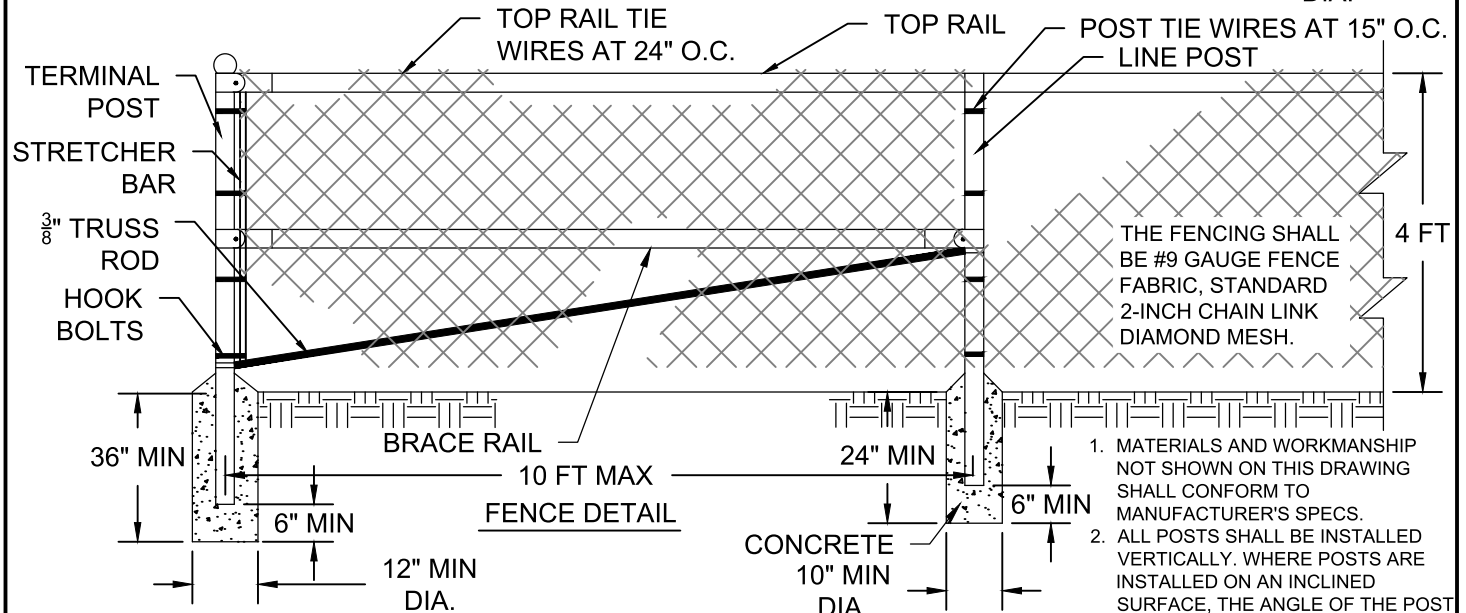 DIA.
TOP RAIL TIE
WIRES AT 24" O.C.
TOP RAIL
POST TIE WIRES AT 15" O.C.
LINE POST
TERMINAL
POST
STRETCHER
BAR
3/8" TRUSS
ROD
HOOK
BOLTS
THE FENCING SHALL
BE #9 GAUGE FENCE
FABRIC, STANDARD
2-INCH CHAIN LINK
DIAMOND MESH.
4 FT
BRACE RAIL
36" MIN
10 FT MAX
24" MIN
6" MIN
6" MIN
FENCE DETAIL
CONCRETE
12" MIN
DIA.
10" MIN
DIA
1. MATERIALS AND WORKMANSHIP
NOT SHOWN ON THIS DRAWING
SHALL CONFORM TO
MANUFACTURER'S SPECS.
2. ALL POSTS SHALL BE INSTALLED
VERTICALLY. WHERE POSTS ARE
INSTALLED ON AN INCLINED
SURFACE, THE ANGLE OF THE POST